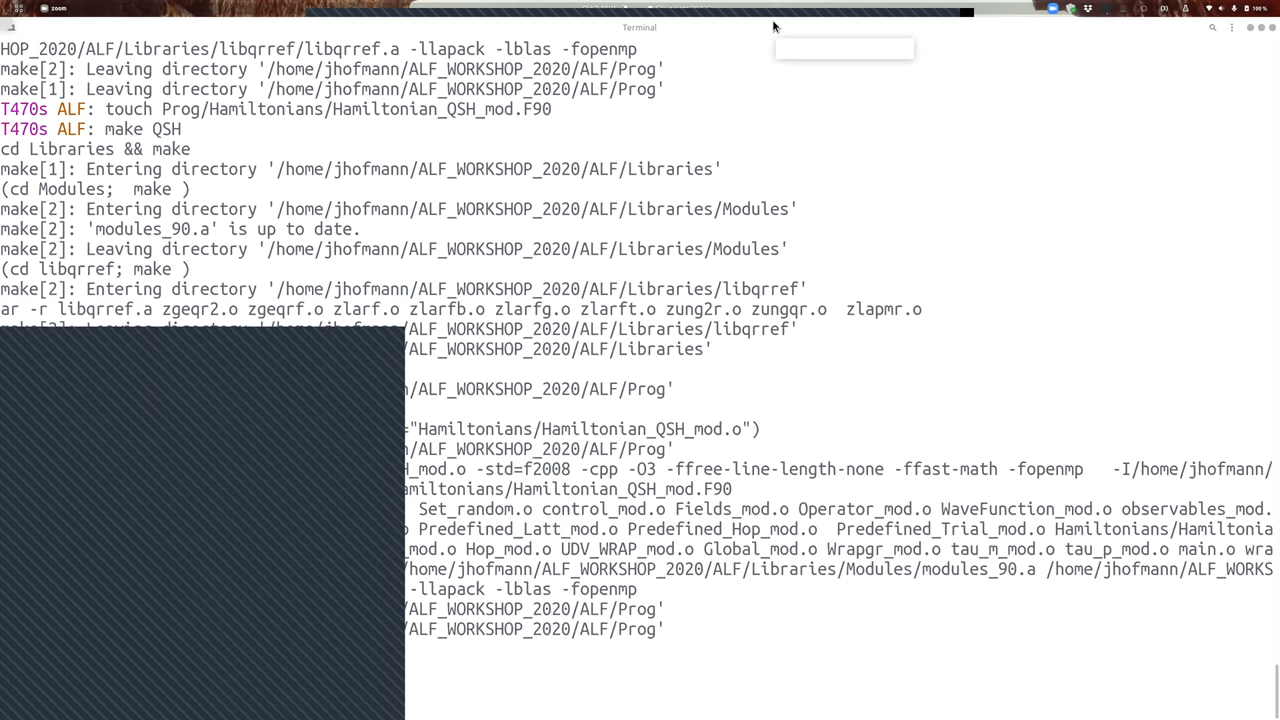 zoom
(3)
100 %
Terminal
HOP_2020/ALF/Libraries/libqrref/libqrref.a -llapack -lblas -fopenmp
make[2]: Leaving directory '/home/jhofmann/ALF_WORKSHOP_2020/ALF/Prog'
make[1]: Leaving directory '/home/jhofmann/ALF_WORKSHOP_2020/ALF/Prog'
T470s ALF: touch Prog/Hamiltonians/Hamiltonian_QSH_mod.F90
T470s ALF: make QSH
cd Libraries && make
make[1]: Entering directory '/home/jhofmann/ALF_WORKSHOP_2020/ALF/Libraries'
(cd Modules;  make )
make[2]: Entering directory '/home/jhofmann/ALF_WORKSHOP_2020/ALF/Libraries/Modules'
make[2]: 'modules_90.a' is up to date.
make[2]: Leaving directory '/home/jhofmann/ALF_WORKSHOP_2020/ALF/Libraries/Modules'
(cd libqrref; make )
make[2]: Entering directory '/home/jhofmann/ALF_WORKSHOP_2020/ALF/Libraries/libqrref'
ar -r libqrref.a zgeqr2.o zgeqrf.o zlarf.o zlarfb.o zlarfg.o zlarft.o zung2r.o zungqr.o  zlapmr.o
make[2]: Leaving directory '/home/jhofmann/ALF_WORKSHOP_2020/ALF/Libraries/libqrref'
/ALF_WORKSHOP_2020/ALF/Libraries'
/ALF_WORKSHOP_2020/ALF/Prog'
="Hamiltonians/Hamiltonian_QSH_mod.o")
/ALF_WORKSHOP_2020/ALF/Prog'
_mod.o -std=f2008 -cpp -O3 -ffree-line-length-none -ffast-math -fopenmp   -I/home/jhofmann/
amiltonians/Hamiltonian_QSH_mod.F90
Set_random.o control_mod.o Fields_mod.o Operator_mod.o WaveFunction_mod.o observables_mod.
o Predefined_Latt_mod.o Predefined_Hop_mod.o  Predefined_Trial_mod.o Hamiltonians/Hamiltonia
_mod.o Hop_mod.o UDV_WRAP_mod.o Global_mod.o Wrapgr_mod.o tau_m_mod.o tau_p_mod.o main.o wra
/home/jhofmann/ALF_WORKSHOP_2020/ALF/Libraries/Modules/modules_90.a /home/jhofmann/ALF_WORKS
-llapack -lblas -fopenmp
/ALF_WORKSHOP_2020/ALF/Prog'
/ALF_WORKSHOP_2020/ALF/Prog'